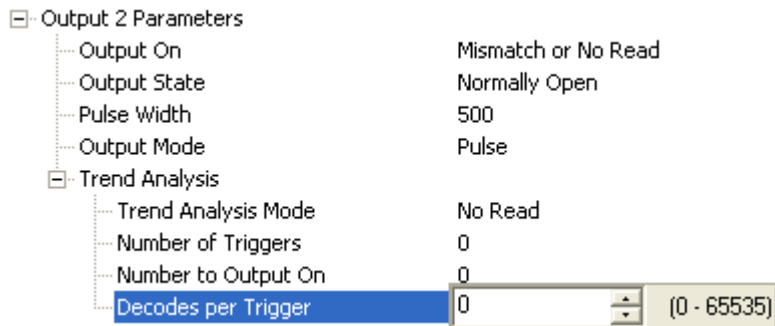 Output 2 Parameters
Output On Mismatch or No Read
Output State Normally Open
Pulse Width 500
Output Mode Pulse
Trend Analysis
Trend Analysis Mode No Read
Number of Triggers 0
Number to Output On 0
Decodes per Trigger 0 (0 - 65535)